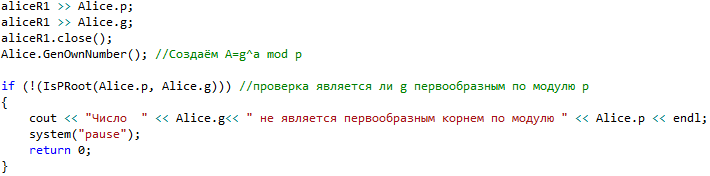 aliceR1 >> Alice.p;
aliceR1 >> Alice.g;
aliceR1.close();
Alice.GenOwnNumber(); //Создаём A=g^a mod p
if (!(IsPRoot(Alice.p, Alice.g))) //проверка является ли g первообразным по модулю p
{
cout << "Число  " << Alice.g<< " не является первообразным корнем по модулю " << Alice.p << endl;
system("pause");
return 0;
}